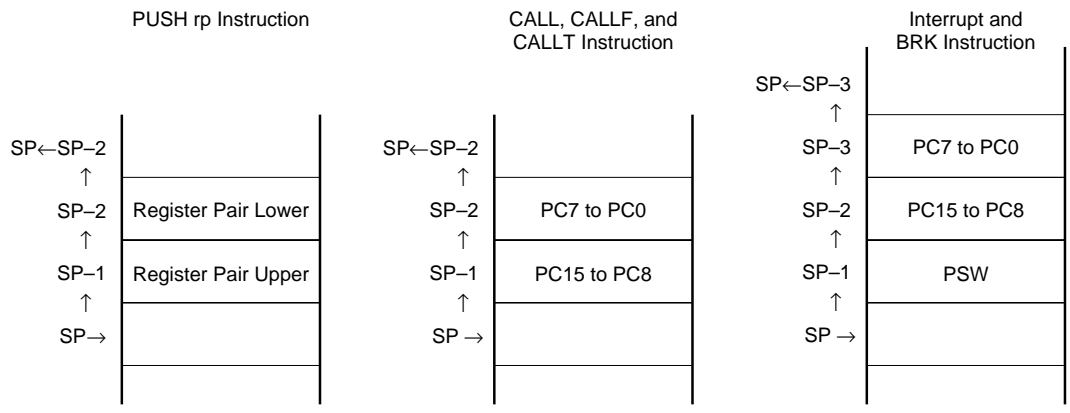 PUSH rp Instruction
SP←SP–2
↑
SP–2 Register Pair Lower
↑
SP–1 Register Pair Upper
↑
SP→
CALL, CALLF, and
CALLT Instruction
SP←SP–2
↑
SP–2 PC7 to PC0
↑
SP–1 PC15 to PC8
↑
SP →
Interrupt and
BRK Instruction
SP←SP–3
↑
SP–3 PC7 to PC0
↑
SP–2 PC15 to PC8
↑
SP–1 PSW
↑
SP →